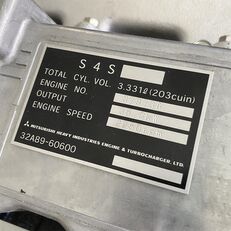 S4S
TOTAL CYL. VOL. 3.331ℓ (203cuin)
ENGINE NO.
OUTPUT
ENGINE SPEED
MITSUBISHI HEAVY INDUSTRIES ENGINE & TURBOCHARGER, LTD.
32A89-60600